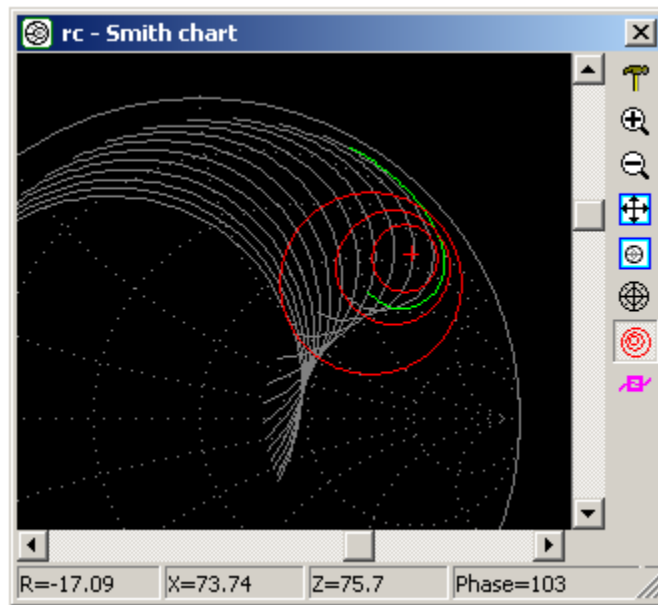 rc - Smith chart
R=-17.09 X=73.74 Z=75.7 Phase=103